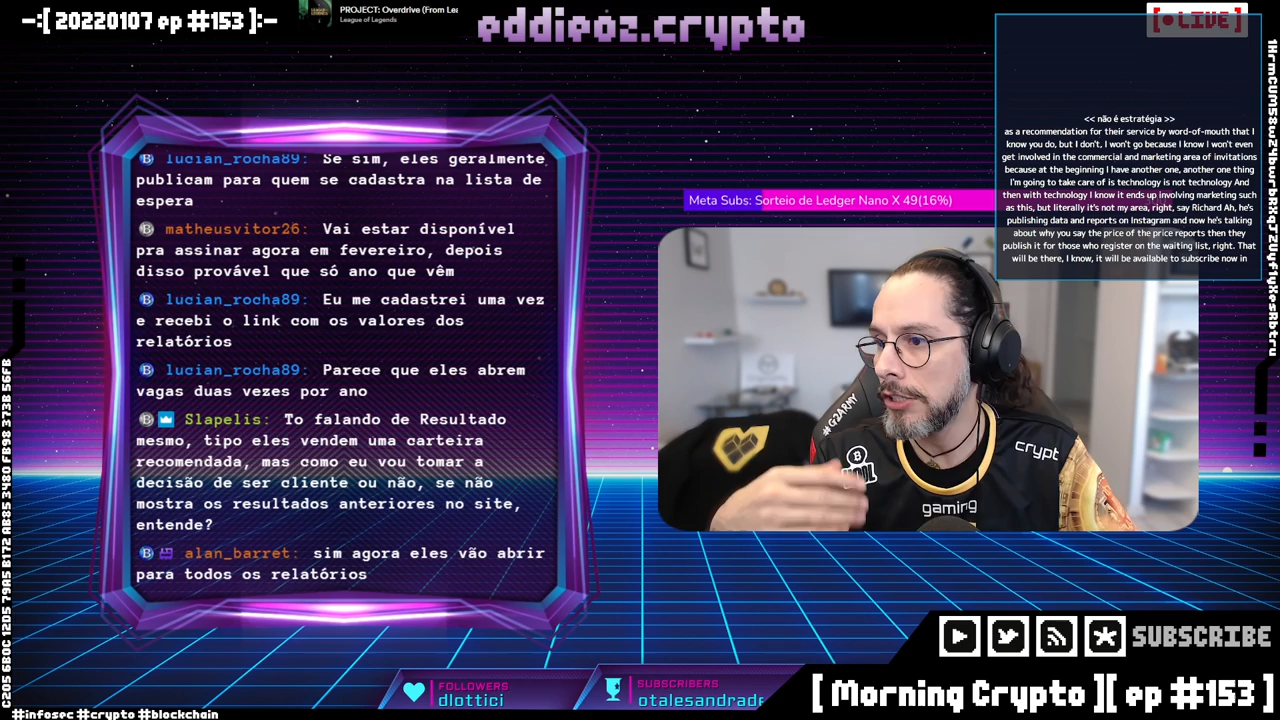 -:[ 20220107 ep #153 ]:-
PROJECT: Overdrive (From Le
League of Legends
eddieoz.crypto
[● LIVE]
<< não é estratégia >>
as a recommendation for their service by word-of-mouth that I
know you do, but I don't, I won't go because I know I won't even
get involved in the commercial and marketing area of invitations
because at the beginning I have another one, another one thing
I'm going to take care of is technology is not technology And
then with technology I know it ends up involving marketing such
as this, but literally it's not my area, right, say Richard Ah, he's
publishing data and reports on Instagram and now he's talking
about why you say the price of the price reports then they
publish it for those who register on the waiting list, right. That
will be there, I know, it will be available to subscribe now in
lucian_rocha89: Se sim, eles geralmente
publicam para quem se cadastra na lista de
espera
matheusvitor26: Vai estar disponível
pra assinar agora em fevereiro, depois
disso provável que só ano que vêm
lucian_rocha89: Eu me cadastrei uma vez
e recebi o link com os valores dos
relatórios
lucian_rocha89: Parece que eles abrem
vagas duas vezes por ano
Slapelis: To falando de Resultado
mesmo, tipo eles vendem uma carteira
recomendada, mas como eu vou tomar a
decisão de ser cliente ou não, se não
mostra os resultados anteriores no site,
entende?
alan_barret: sim agora eles vão abrir
para todos os relatórios
Meta Subs: Sorteio de Ledger Nano X 49(16%)
#G2ARMY
crypt
gaming
C205 6B0C 12D5 79A5 B172 AB35 3480 FB98 373B 56FB
#infosec #crypto #blockchain
FOLLOWERS
dlottici
SUBSCRIBERS
otalesandrade
SUBSCRIBE
[ Morning Crypto ][ ep #153 ]